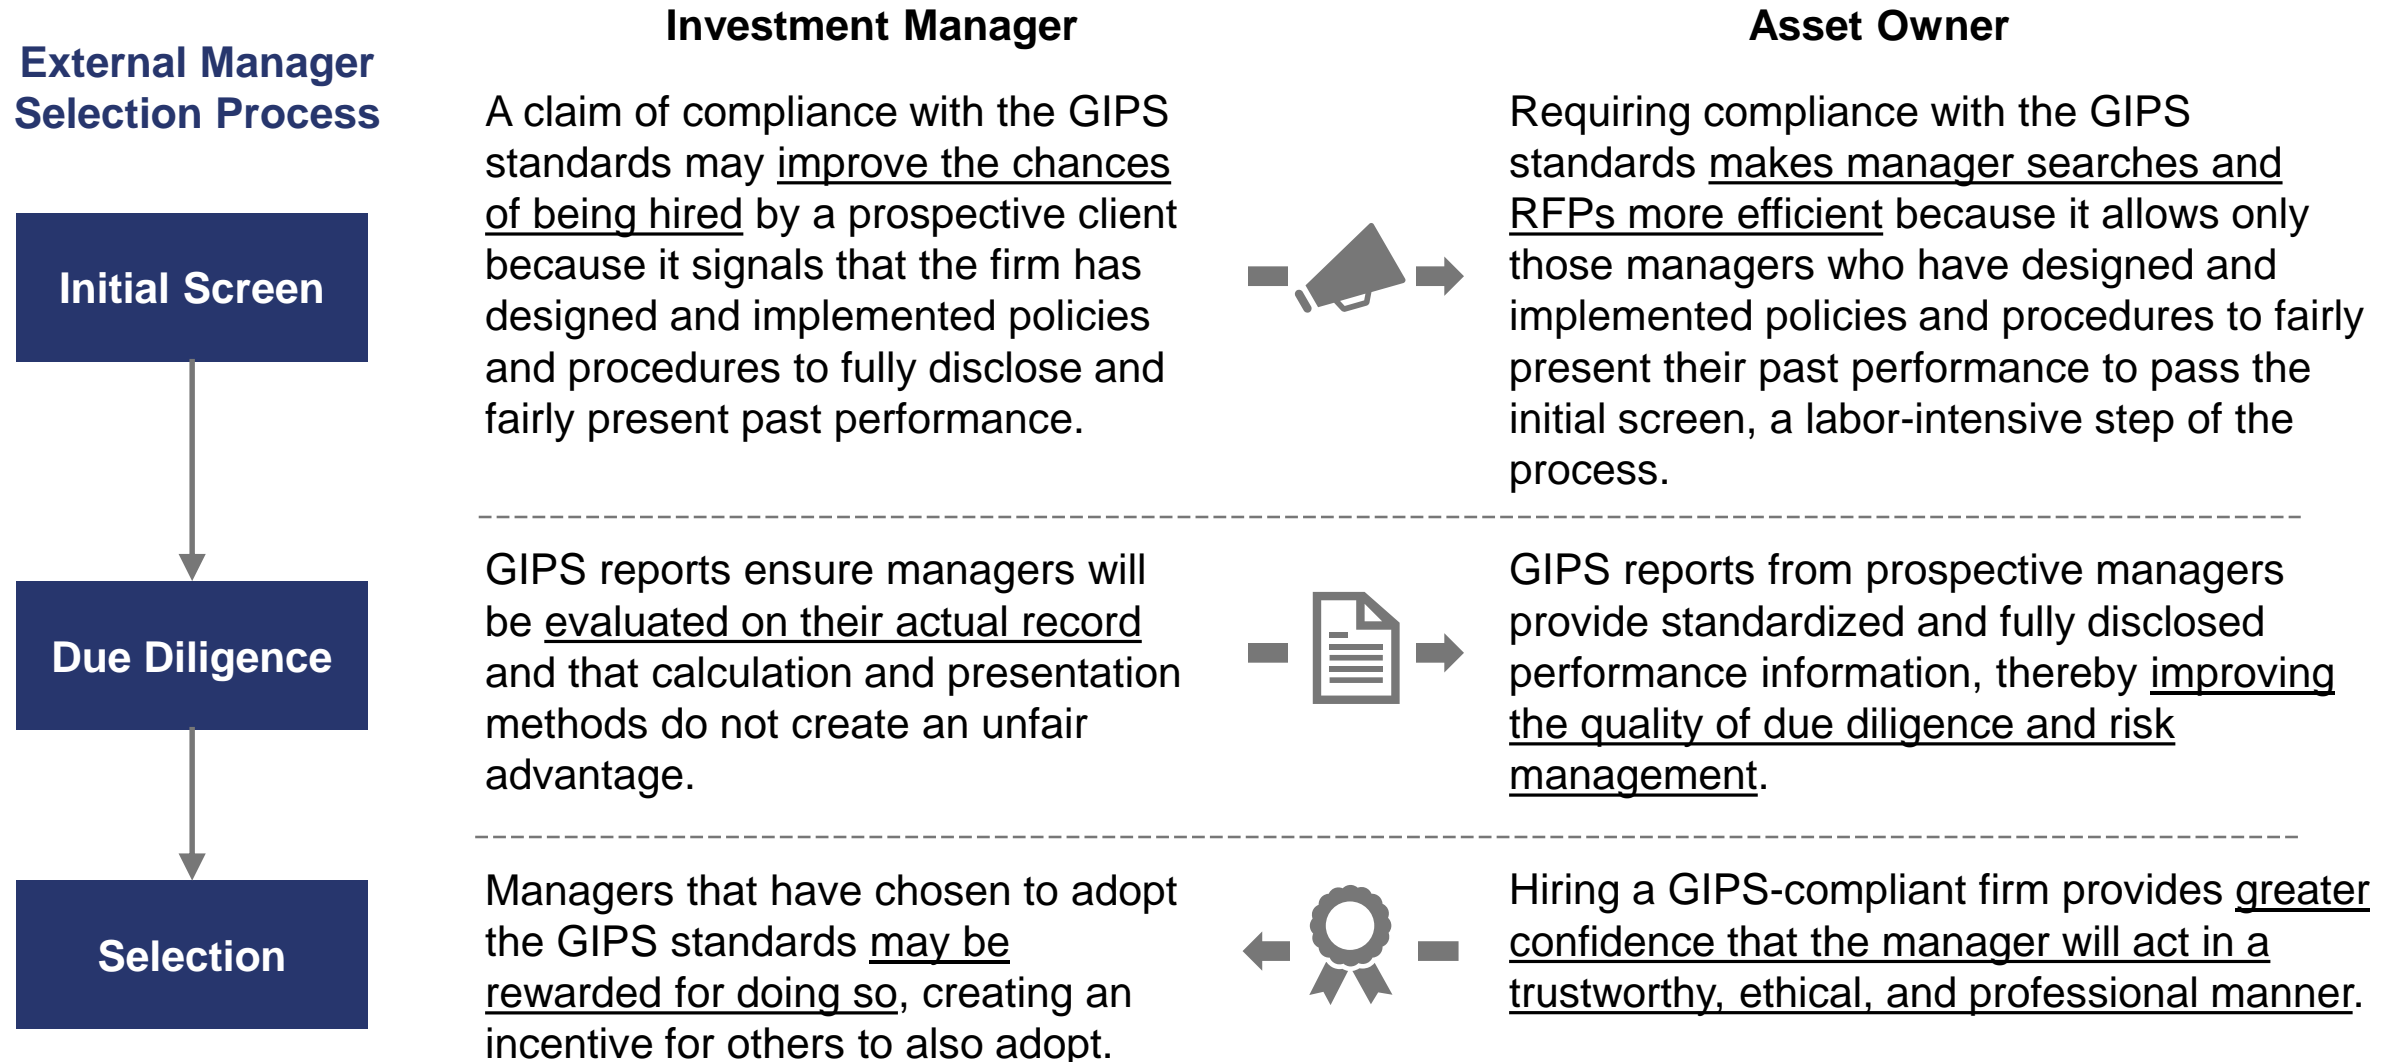 External Manager
Selection Process
Investment Manager
Asset Owner
Initial Screen
A claim of compliance with the GIPS
standards may improve the chances
of being hired by a prospective client
because it signals that the firm has
designed and implemented policies
and procedures to fully disclose and
fairly present past performance.
Requiring compliance with the GIPS
standards makes manager searches and
RFPs more efficient because it allows only
those managers who have designed and
implemented policies and procedures to fairly
present their past performance to pass the
initial screen, a labor-intensive step of the
process.
Due Diligence
GIPS reports ensure managers will
be evaluated on their actual record
and that calculation and presentation
methods do not create an unfair
advantage.
GIPS reports from prospective managers
provide standardized and fully disclosed
performance information, thereby improving
the quality of due diligence and risk
management.
Selection
Managers that have chosen to adopt
the GIPS standards may be
rewarded for doing so, creating an
incentive for others to also adopt.
Hiring a GIPS-compliant firm provides greater
confidence that the manager will act in a
trustworthy, ethical, and professional manner.